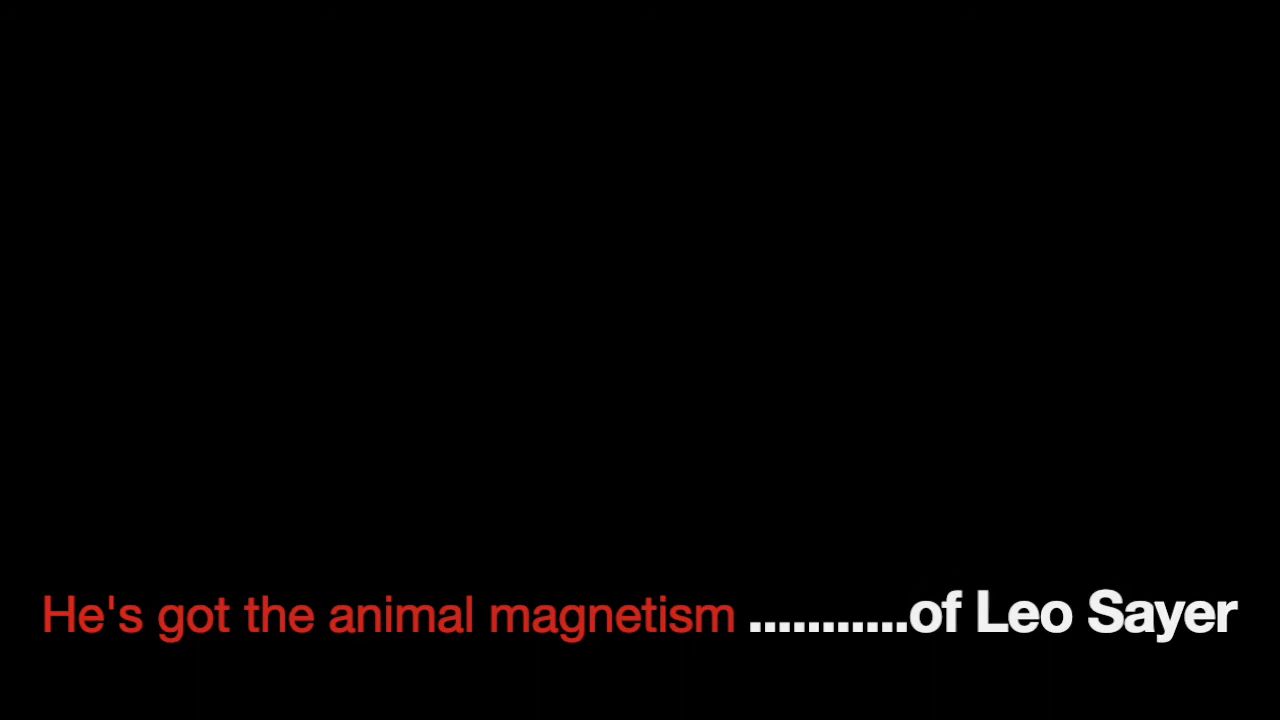 He's got the animal magnetism ...........of Leo Sayer